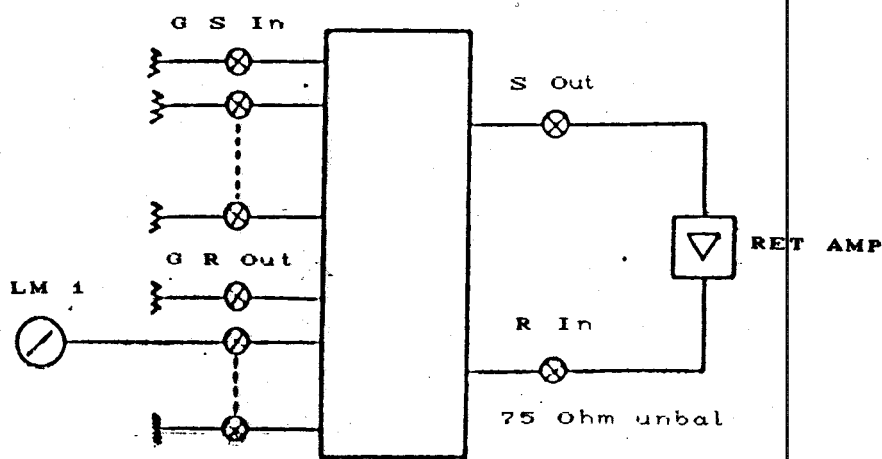 G S In
S Out
RET AMP
G R Out
LM 1
R In
75 Ohm unbal